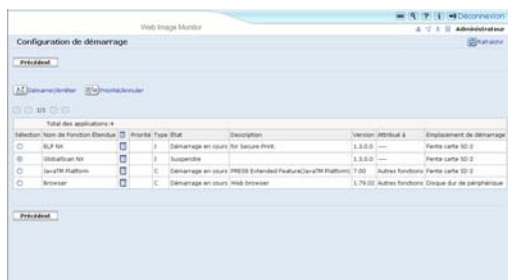 Déconnexion
Web Image Monitor
Administrateur
Configuration de démarrage
Rafraîchir
Précédent
Démarrer/Arrêter Priorité/Annuler
1/1
Total des applications:4
Sélection Nom de Fonction Étendue Priorité Type État Description Version Attribué à Emplacement de démarrage
ELP NX J Démarrage en cours for Secure Print. 1.3.0.0 ---- Fente carte SD:2
GlobalScan NX J Suspendre 1.3.0.0 ---- Fente carte SD:2
JavaTM Platform C Démarrage en cours Extended Feature(JavaTM Platform) 7.00 Autres fonctions Fente carte SD:2
Browser C Démarrage en cours Web browser 1.79.02 Autres fonctions Disque dur de périphérique
Précédent